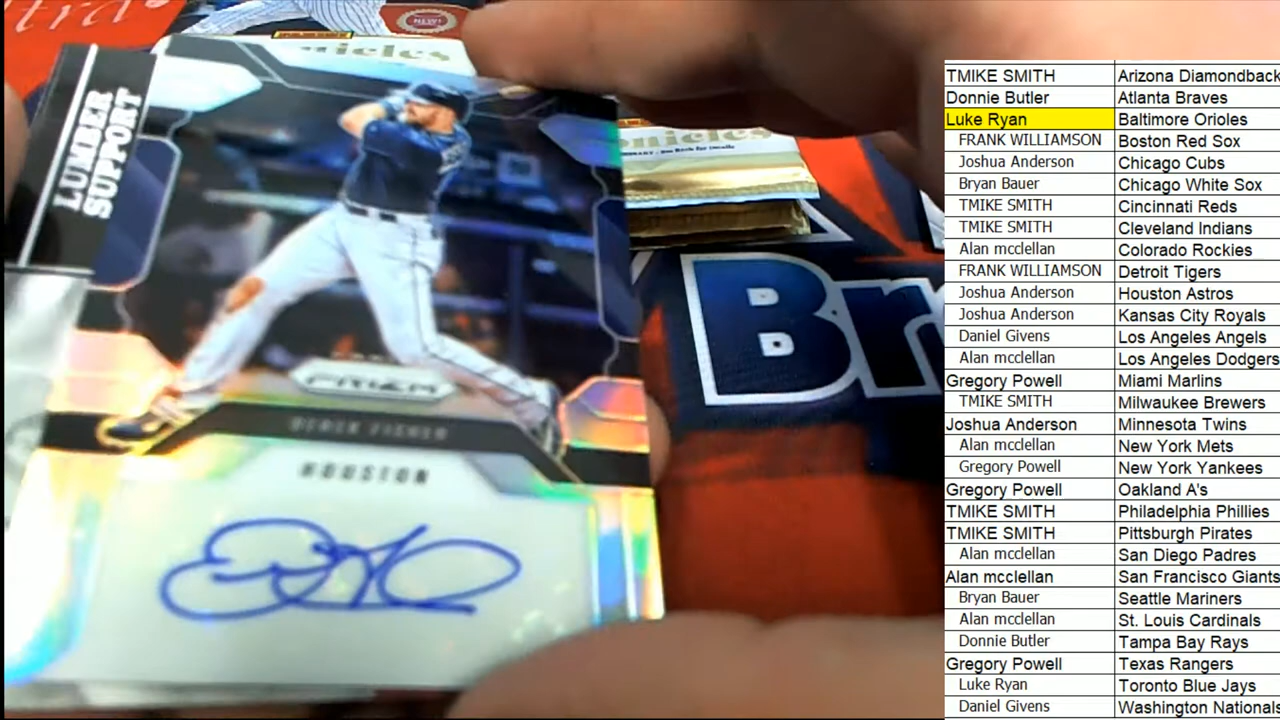 NEW!
nicles
LUMBER
SUPPORT
nicles
PRIZM
DEREK FISHER
HOUSTON
Br
TMIKE SMITH Arizona Diamondback
Donnie Butler Atlanta Braves
Luke Ryan Baltimore Orioles
FRANK WILLIAMSON Boston Red Sox
Joshua Anderson Chicago Cubs
Bryan Bauer Chicago White Sox
TMIKE SMITH Cincinnati Reds
TMIKE SMITH Cleveland Indians
Alan mcclellan Colorado Rockies
FRANK WILLIAMSON Detroit Tigers
Joshua Anderson Houston Astros
Joshua Anderson Kansas City Royals
Daniel Givens Los Angeles Angels
Alan mcclellan Los Angeles Dodgers
Gregory Powell Miami Marlins
TMIKE SMITH Milwaukee Brewers
Joshua Anderson Minnesota Twins
Alan mcclellan New York Mets
Gregory Powell New York Yankees
Gregory Powell Oakland A's
TMIKE SMITH Philadelphia Phillies
TMIKE SMITH Pittsburgh Pirates
Alan mcclellan San Diego Padres
Alan mcclellan San Francisco Giants
Bryan Bauer Seattle Mariners
Alan mcclellan St. Louis Cardinals
Donnie Butler Tampa Bay Rays
Gregory Powell Texas Rangers
Luke Ryan Toronto Blue Jays
Daniel Givens Washington Nationals